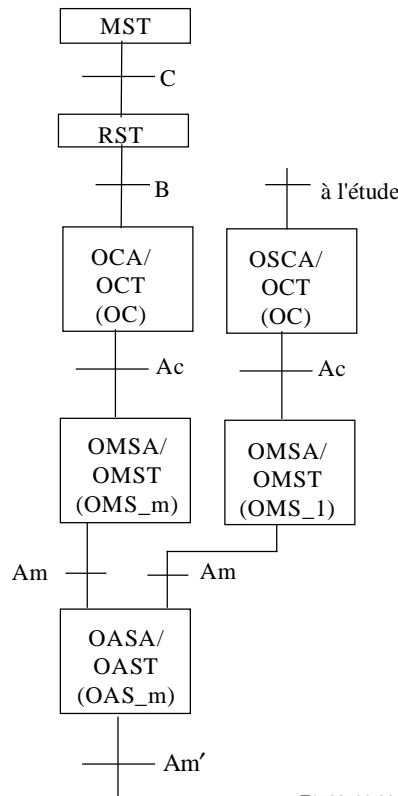 MST
C
RST
B
à l'étude
OCA/
OCT
(OC)
OSCA/
OCT
(OC)
Ac
Ac
OMSA/
OMST
(OMS_m)
OMSA/
OMST
(OMS_1)
Am
Am
OASA/
OAST
(OAS_m)
Am′